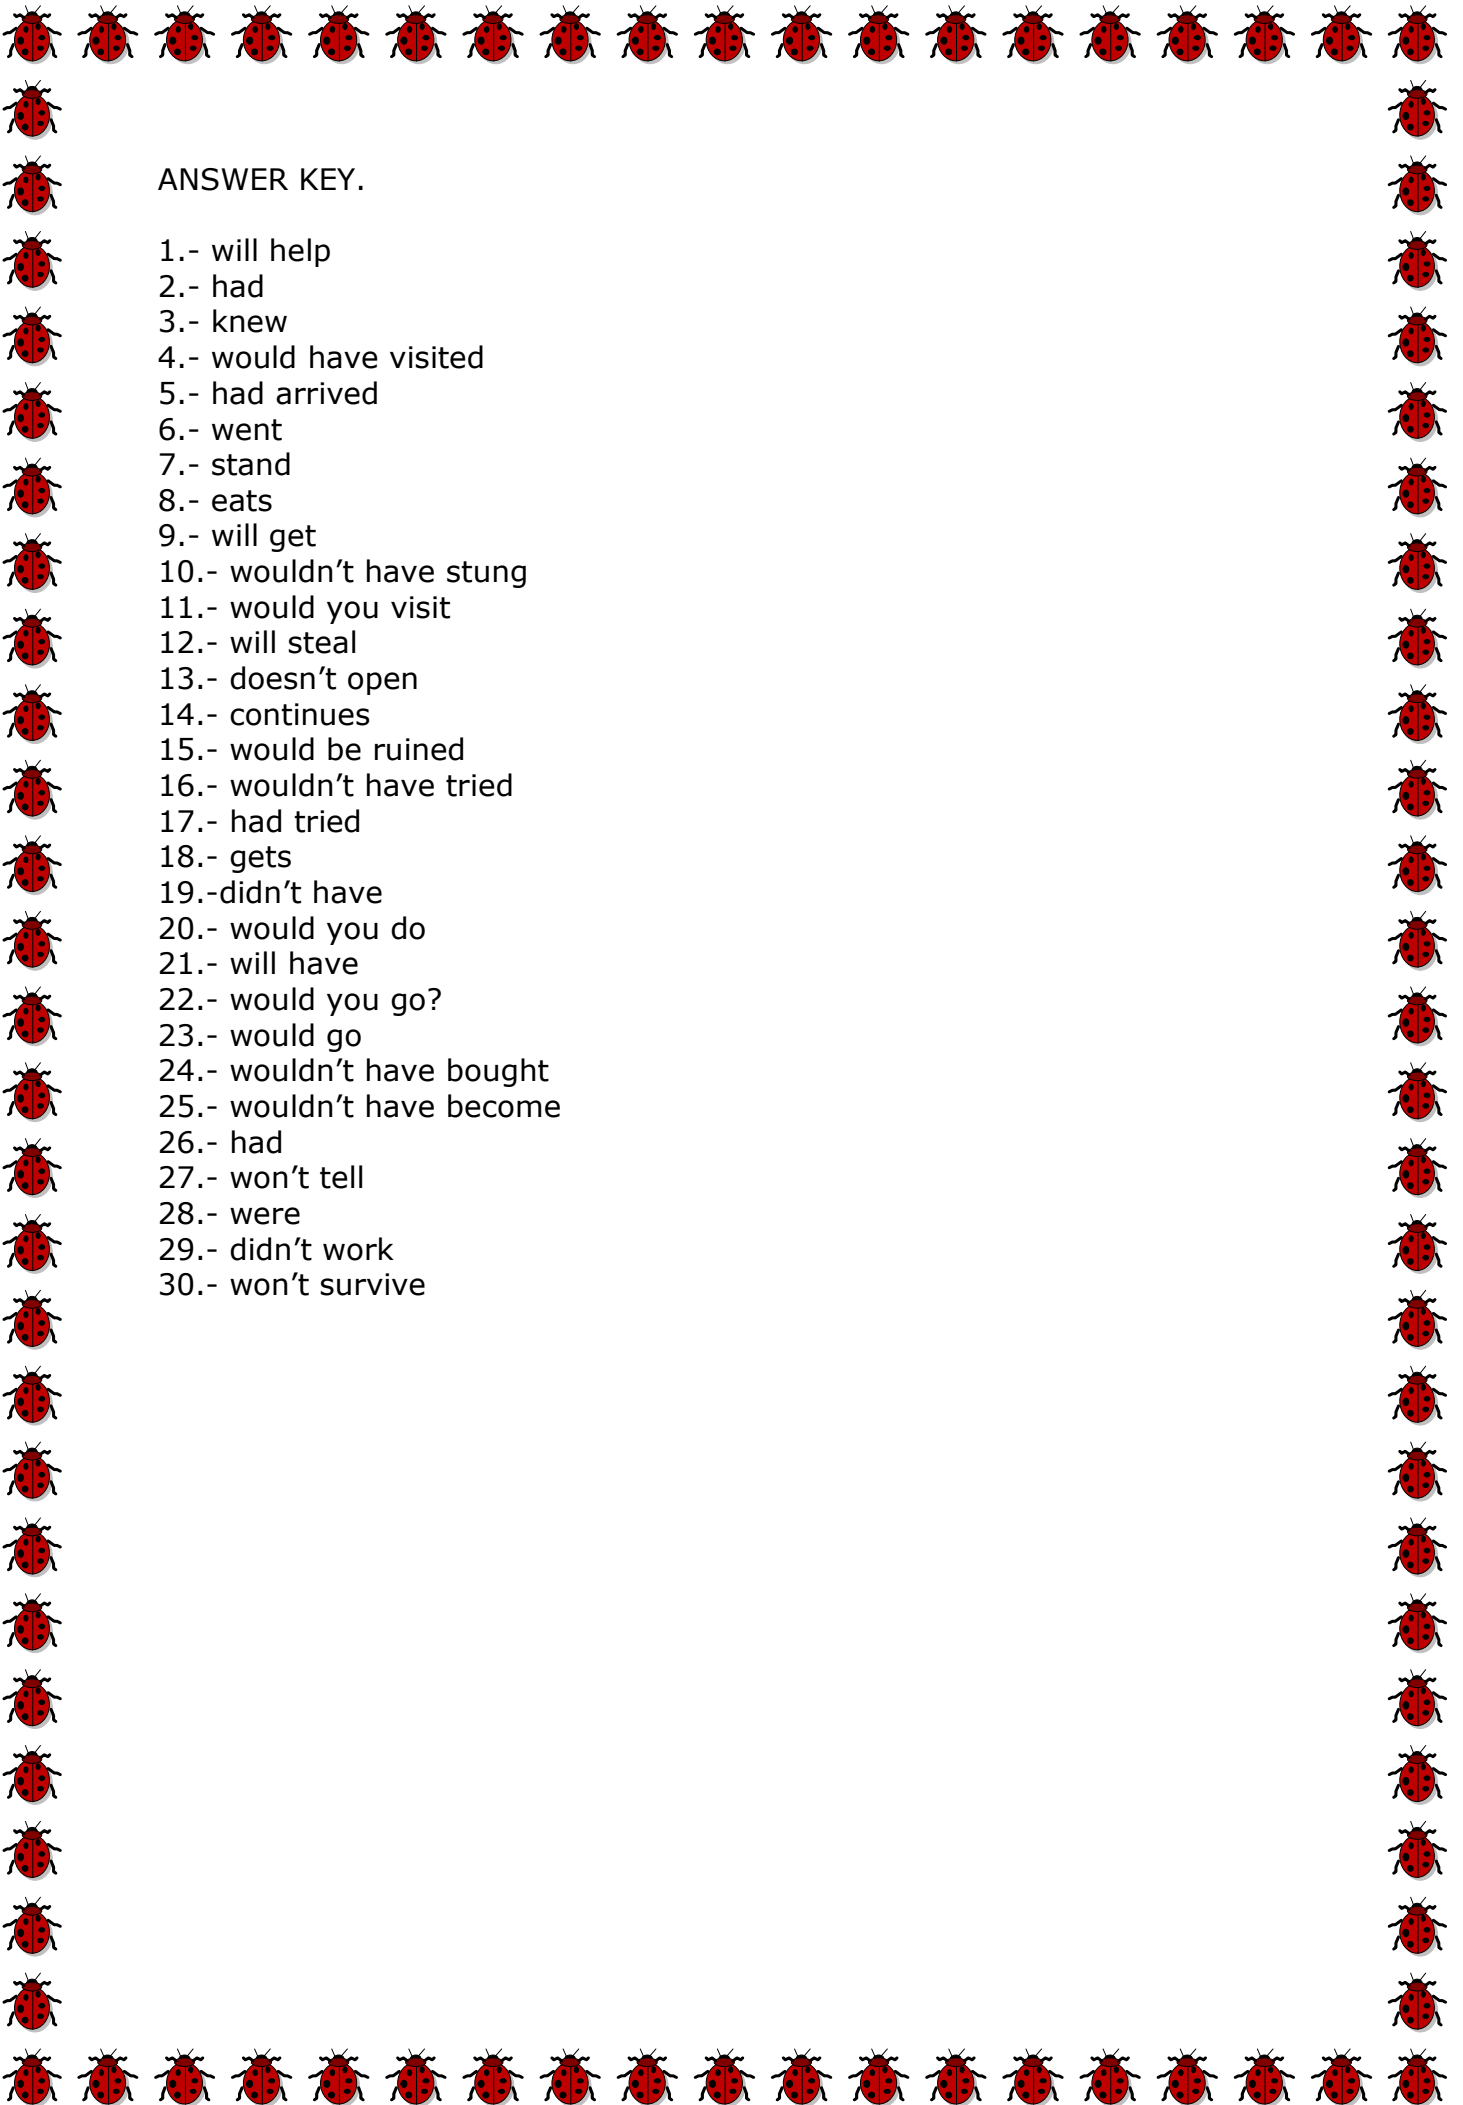 ANSWER KEY.
1.- will help
2.- had
3.- knew
4.- would have visited
5.- had arrived
6.- went
7.- stand
8.- eats
9.- will get
10.- wouldn’t have stung
11.- would you visit
12.- will steal
13.- doesn’t open
14.- continues
15.- would be ruined
16.- wouldn’t have tried
17.- had tried
18.- gets
19.-didn’t have
20.- would you do
21.- will have
22.- would you go?
23.- would go
24.- wouldn’t have bought
25.- wouldn’t have become
26.- had
27.- won’t tell
28.- were
29.- didn’t work
30.- won’t survive